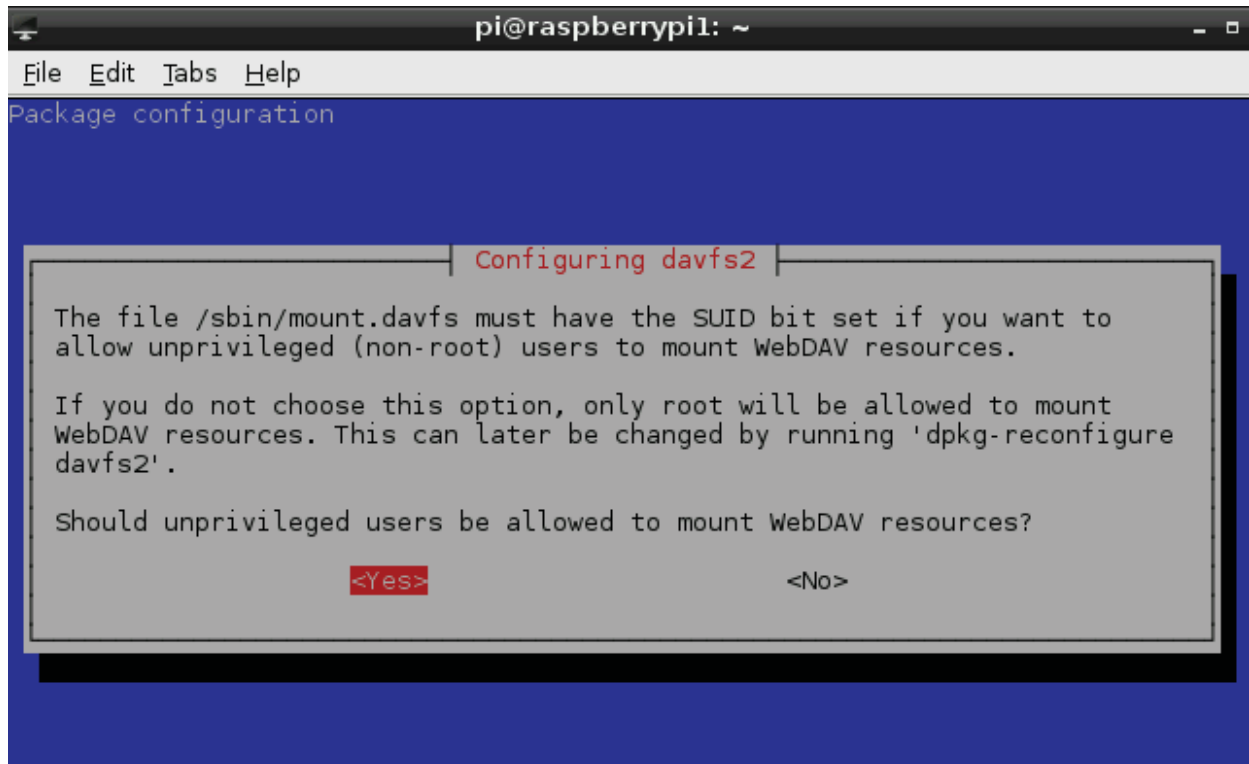 pi@raspberrypi1: ~
File Edit Tabs Help
Package configuration
Configuring davfs2
The file /sbin/mount.davfs must have the SUID bit set if you want to
allow unprivileged (non-root) users to mount WebDAV resources.
If you do not choose this option, only root will be allowed to mount
WebDAV resources. This can later be changed by running 'dpkg-reconfigure
davfs2'.
Should unprivileged users be allowed to mount WebDAV resources?
<Yes> <No>